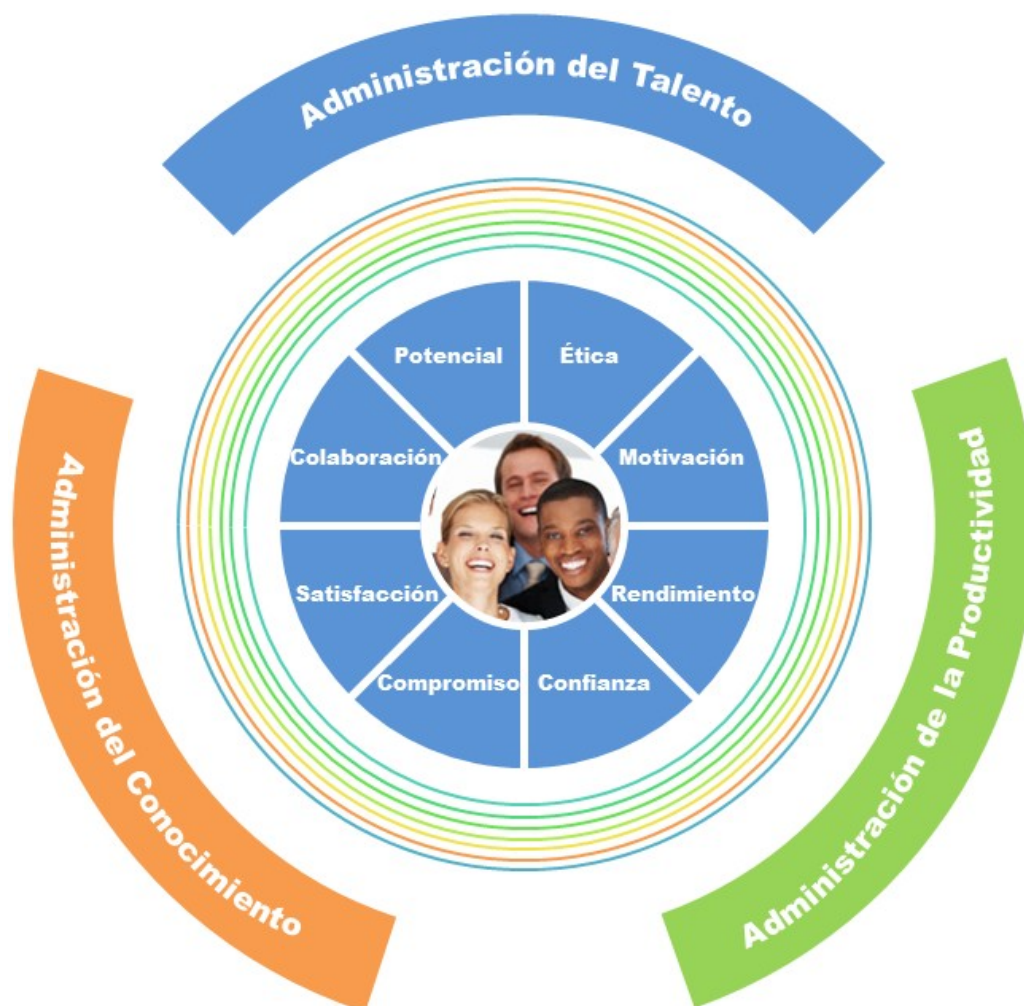 Administración del Talento
Potencial
Ética
Colaboración
Motivación
Satisfacción
Rendimiento
Compromiso
Confianza
Administración del Conocimiento
Administración de la Productividad